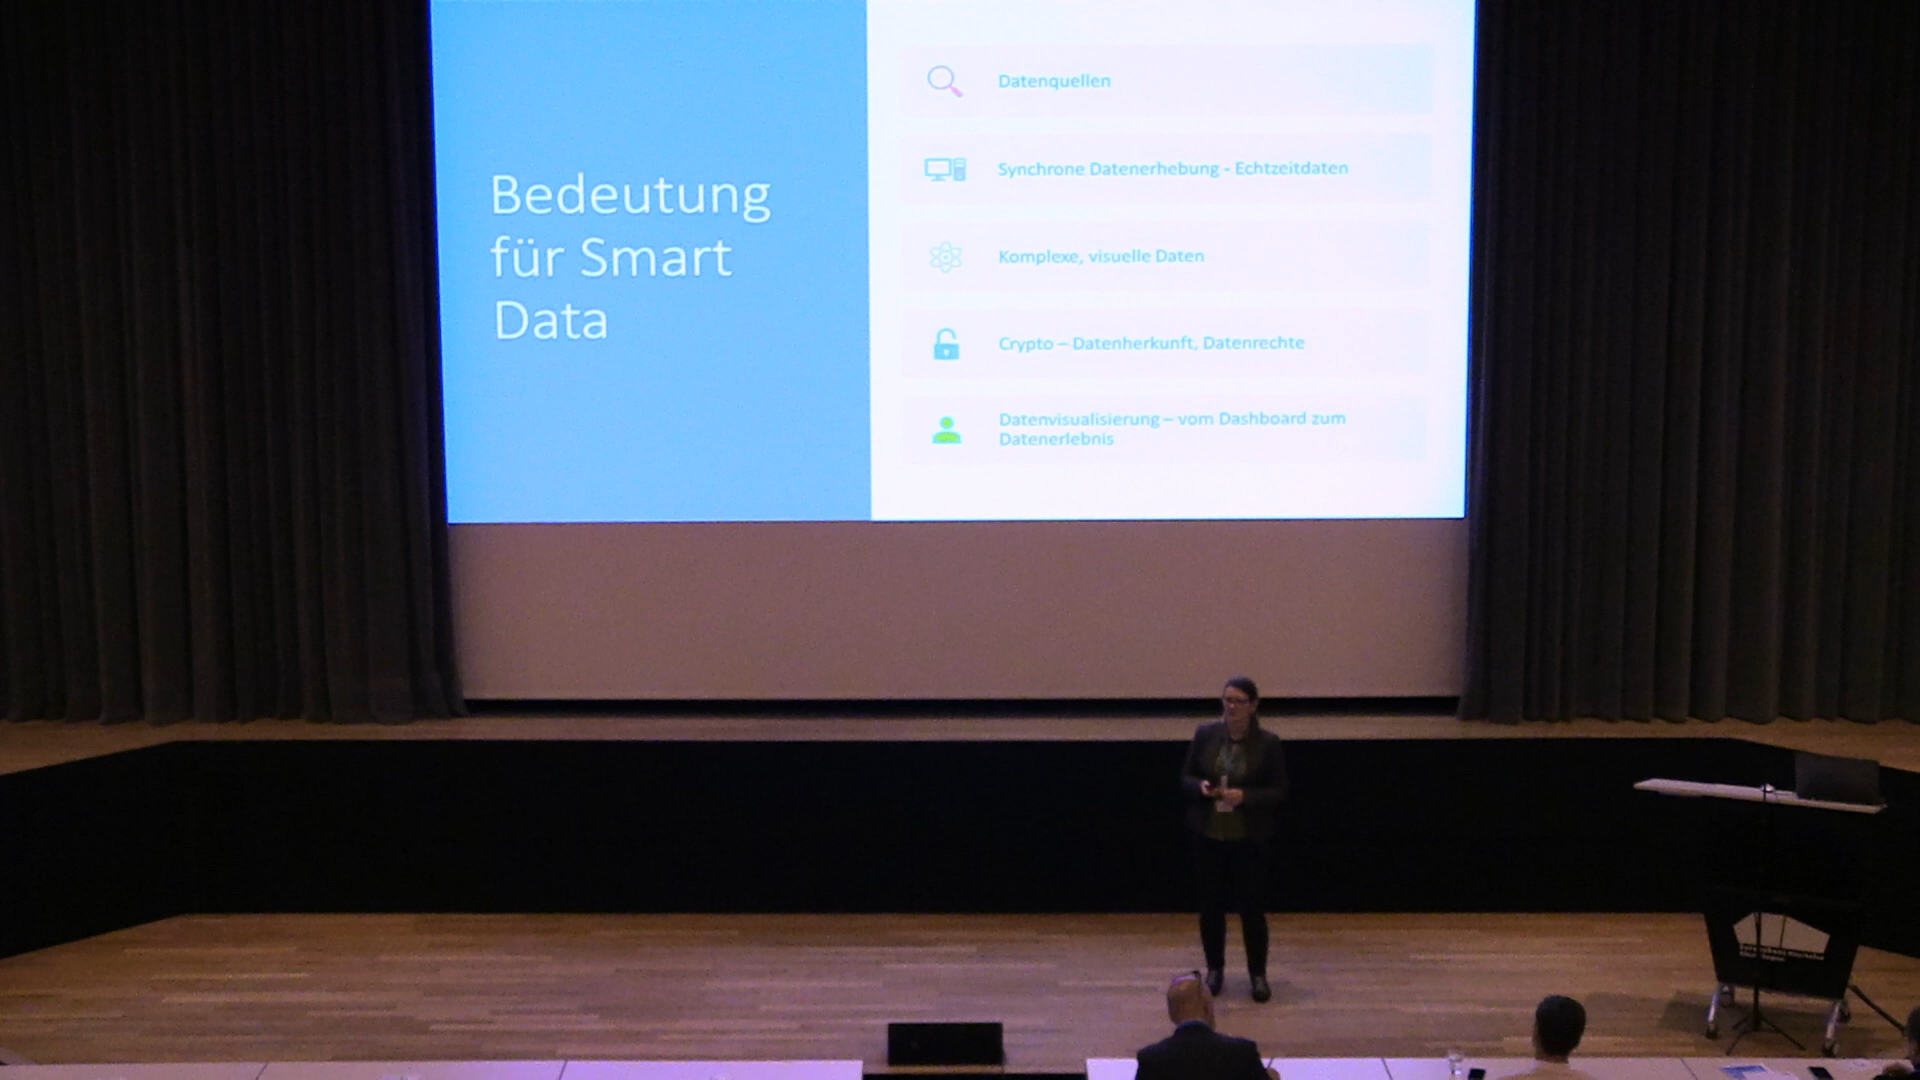 Bedeutung
für Smart
Data
Datenquellen
Synchrone Datenerhebung - Echtzeitdaten
Komplexe, visuelle Daten
Crypto – Datenherkunft, Datenrechte
Datenvisualisierung – vom Dashboard zum
Datenerlebnis